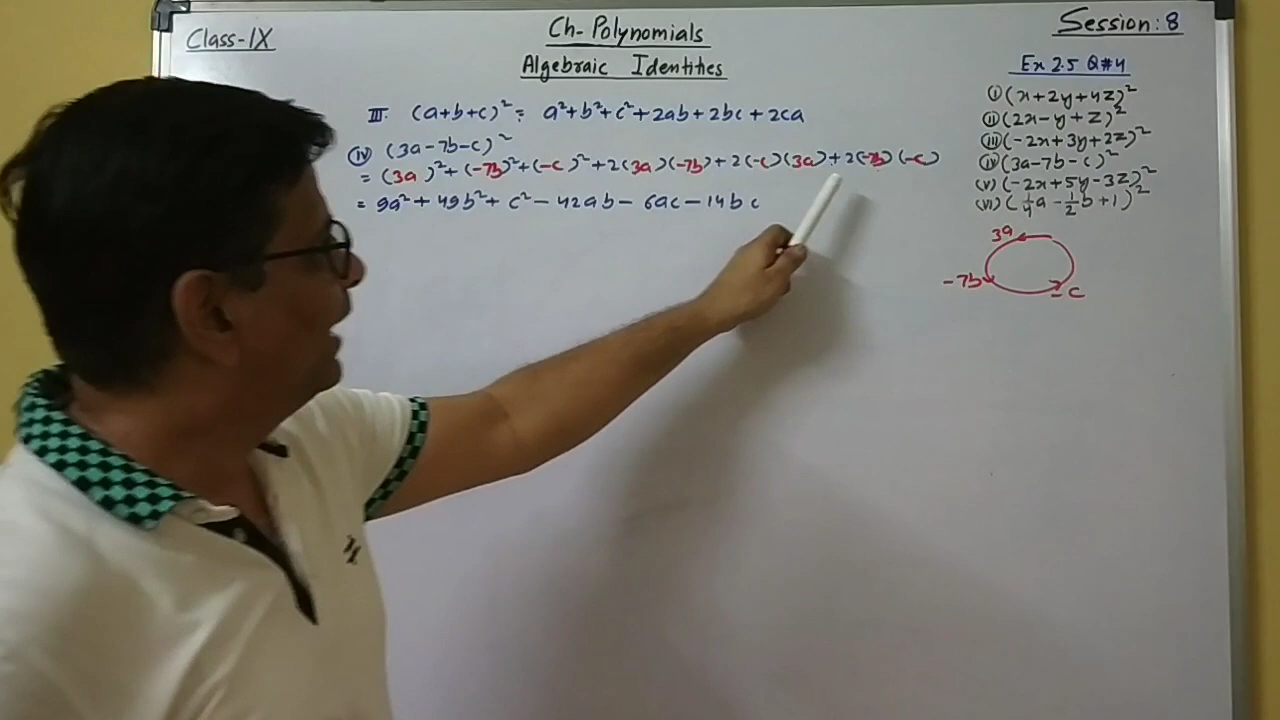 Class-IX
Ch- Polynomials
Session: 8
Algebraic Identities
III. (a+b+c)² = a²+b²+c²+2ab+2bc+2ca
(iv) (3a-7b-c)²
= (3a)²+(-7b)²+(-c)²+2(3a)(-7b)+2(-c)(3a)+2(-7b)(-c)
= 9a²+49b²+c²-42ab-6ac-14bc
Ex 2.5 Q#4
(i) (x+2y+4z)²
(ii) (2x-y+z)²
(iii) (-2x+3y+2z)²
(iv) (3a-7b-c)²
(v) (-2x+5y-3z)²
(vi) (1/4a-1/2b+1)²
3a
-7b
-c